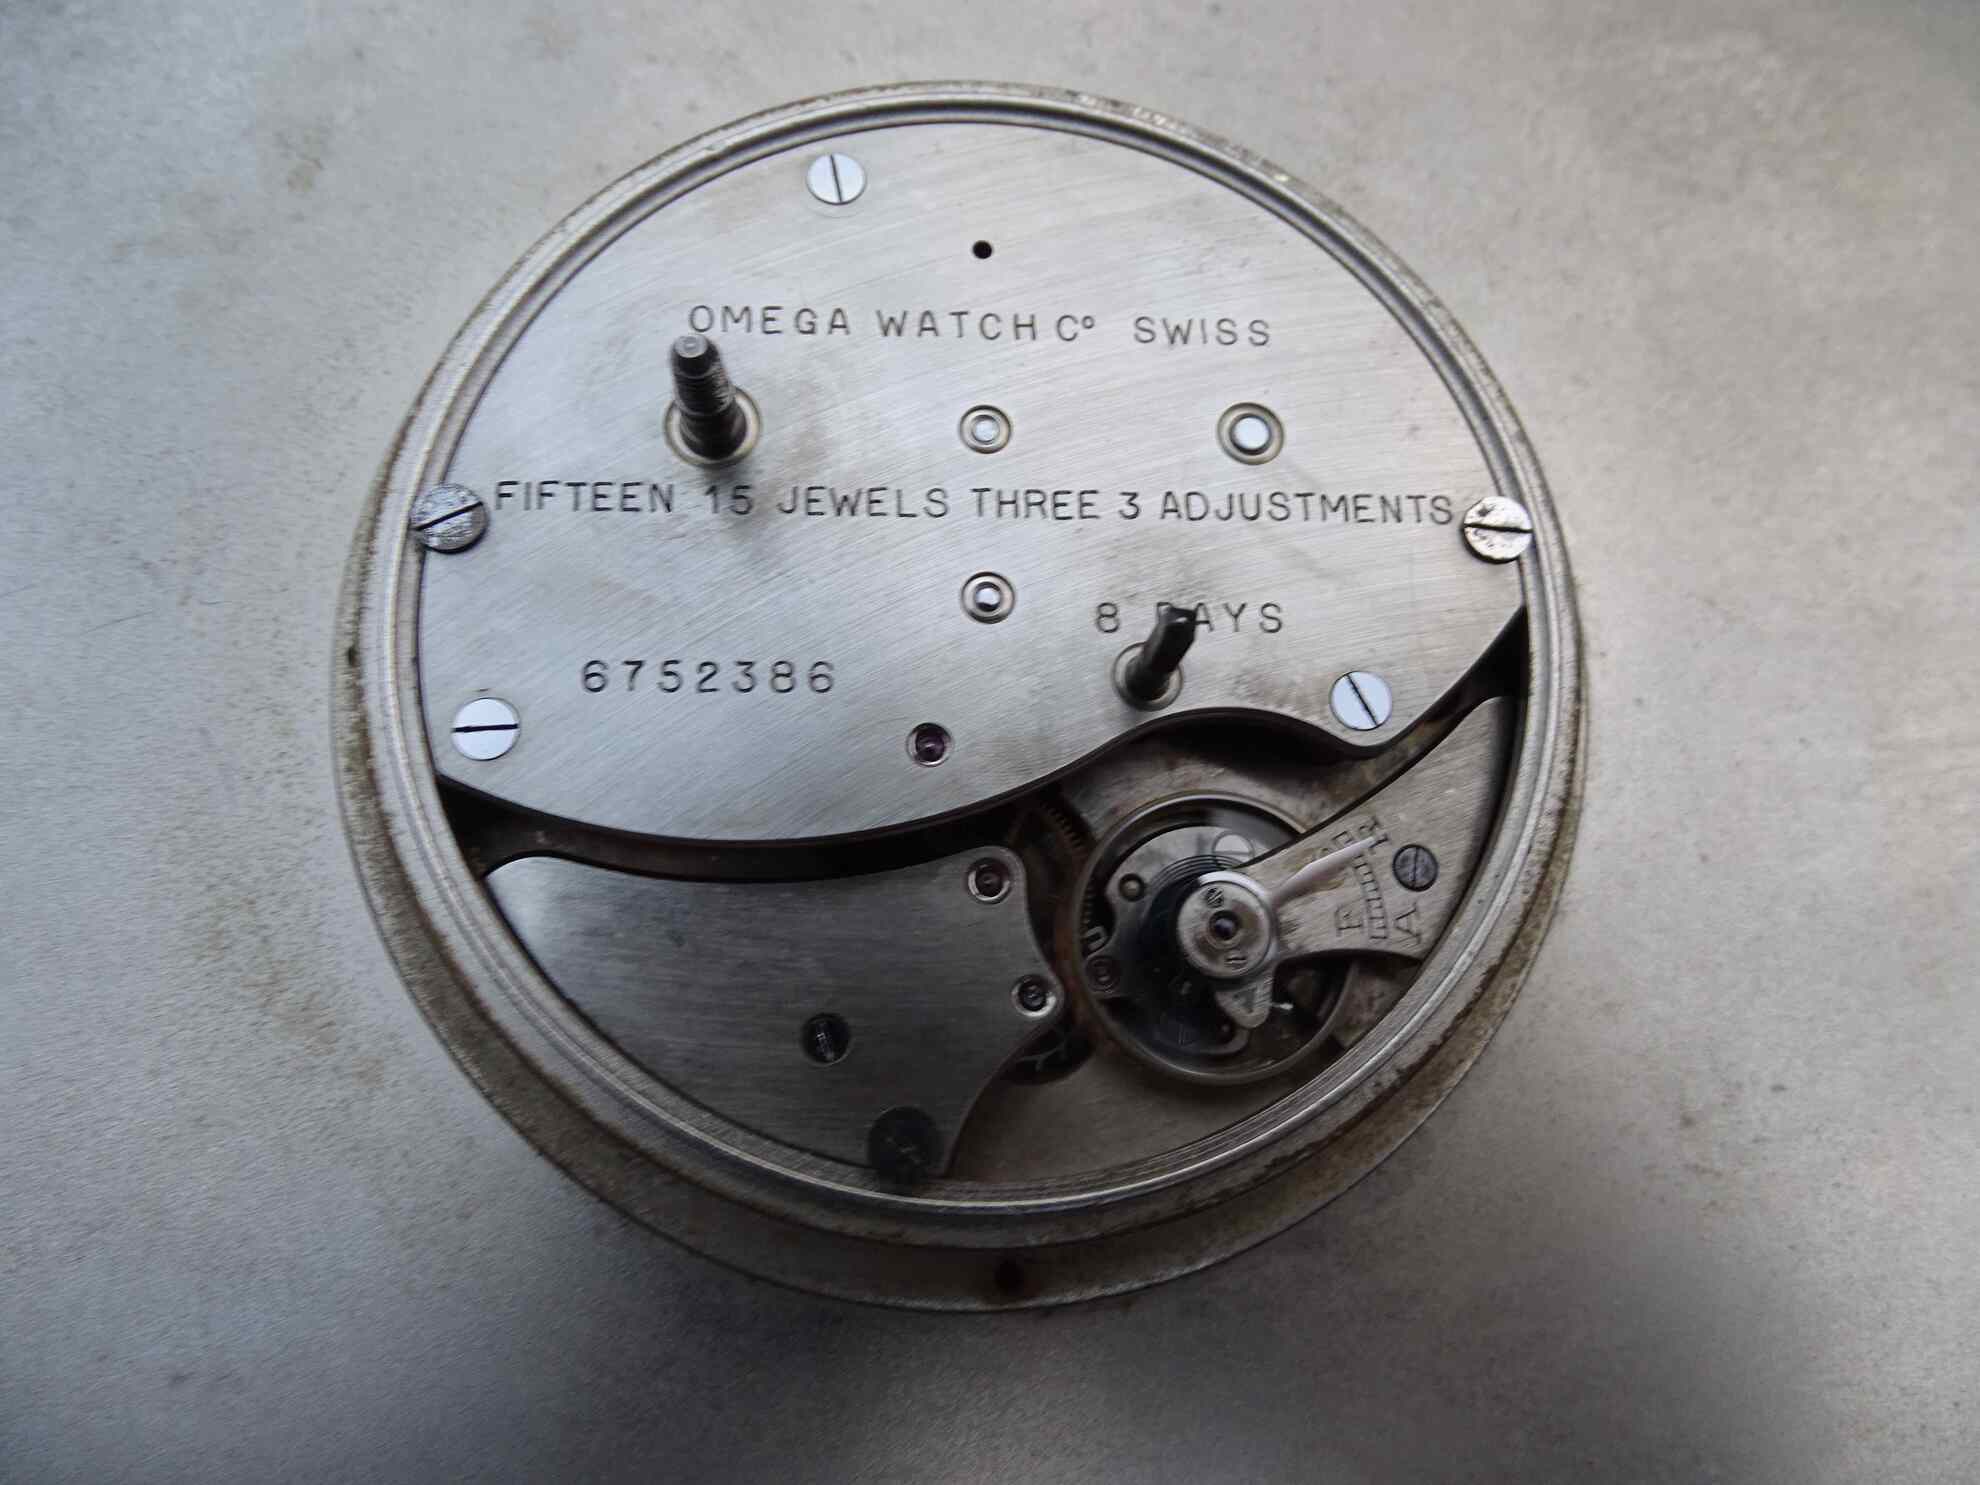 OMEGA WATCH Cº SWISS
FIFTEEN 15 JEWELS THREE 3 ADJUSTMENTS
8 DAYS
6752386
F
R
A